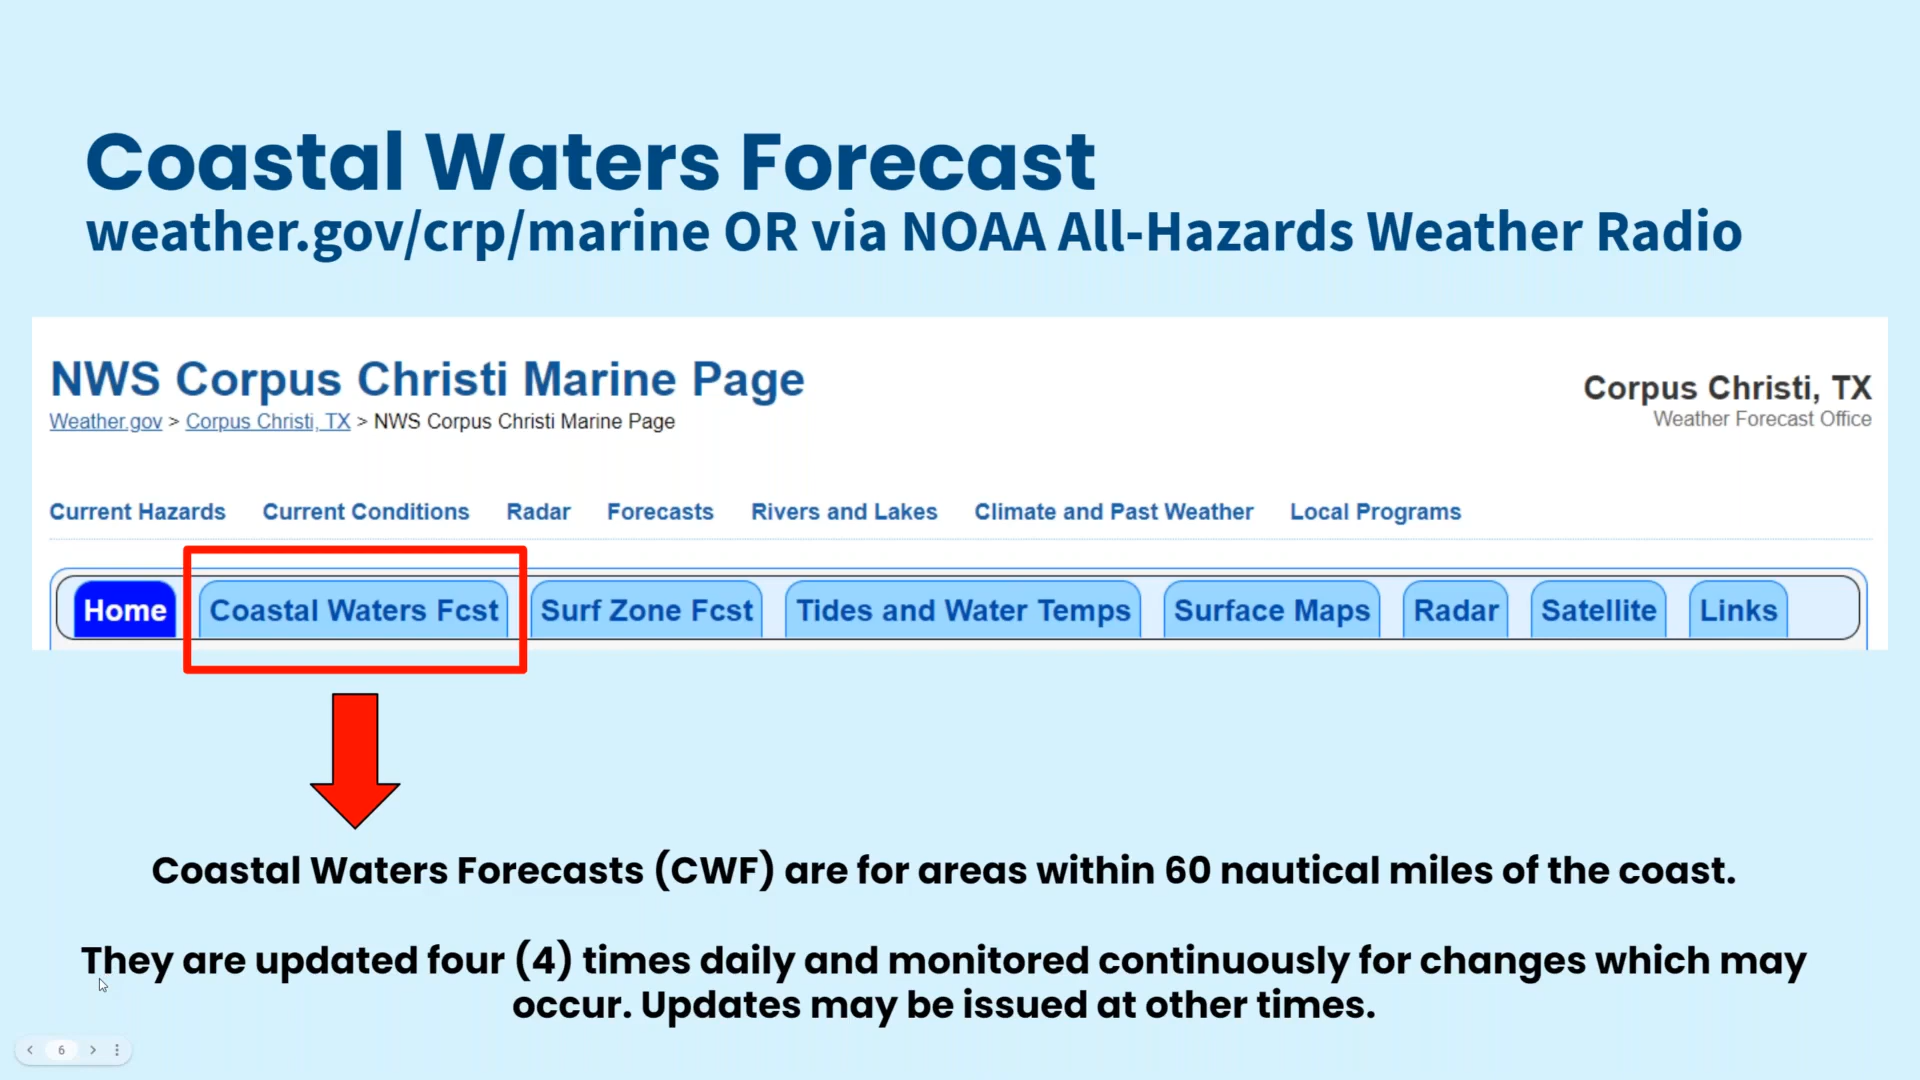 Coastal Waters Forecast
weather.gov/crp/marine OR via NOAA All-Hazards Weather Radio
NWS Corpus Christi Marine Page
Weather.gov > Corpus Christi, TX > NWS Corpus Christi Marine Page
Corpus Christi, TX
Weather Forecast Office
Current Hazards Current Conditions Radar Forecasts Rivers and Lakes Climate and Past Weather Local Programs
Home Coastal Waters Fcst Surf Zone Fcst Tides and Water Temps Surface Maps Radar Satellite Links
Coastal Waters Forecasts (CWF) are for areas within 60 nautical miles of the coast.
They are updated four (4) times daily and monitored continuously for changes which may
occur. Updates may be issued at other times.
6